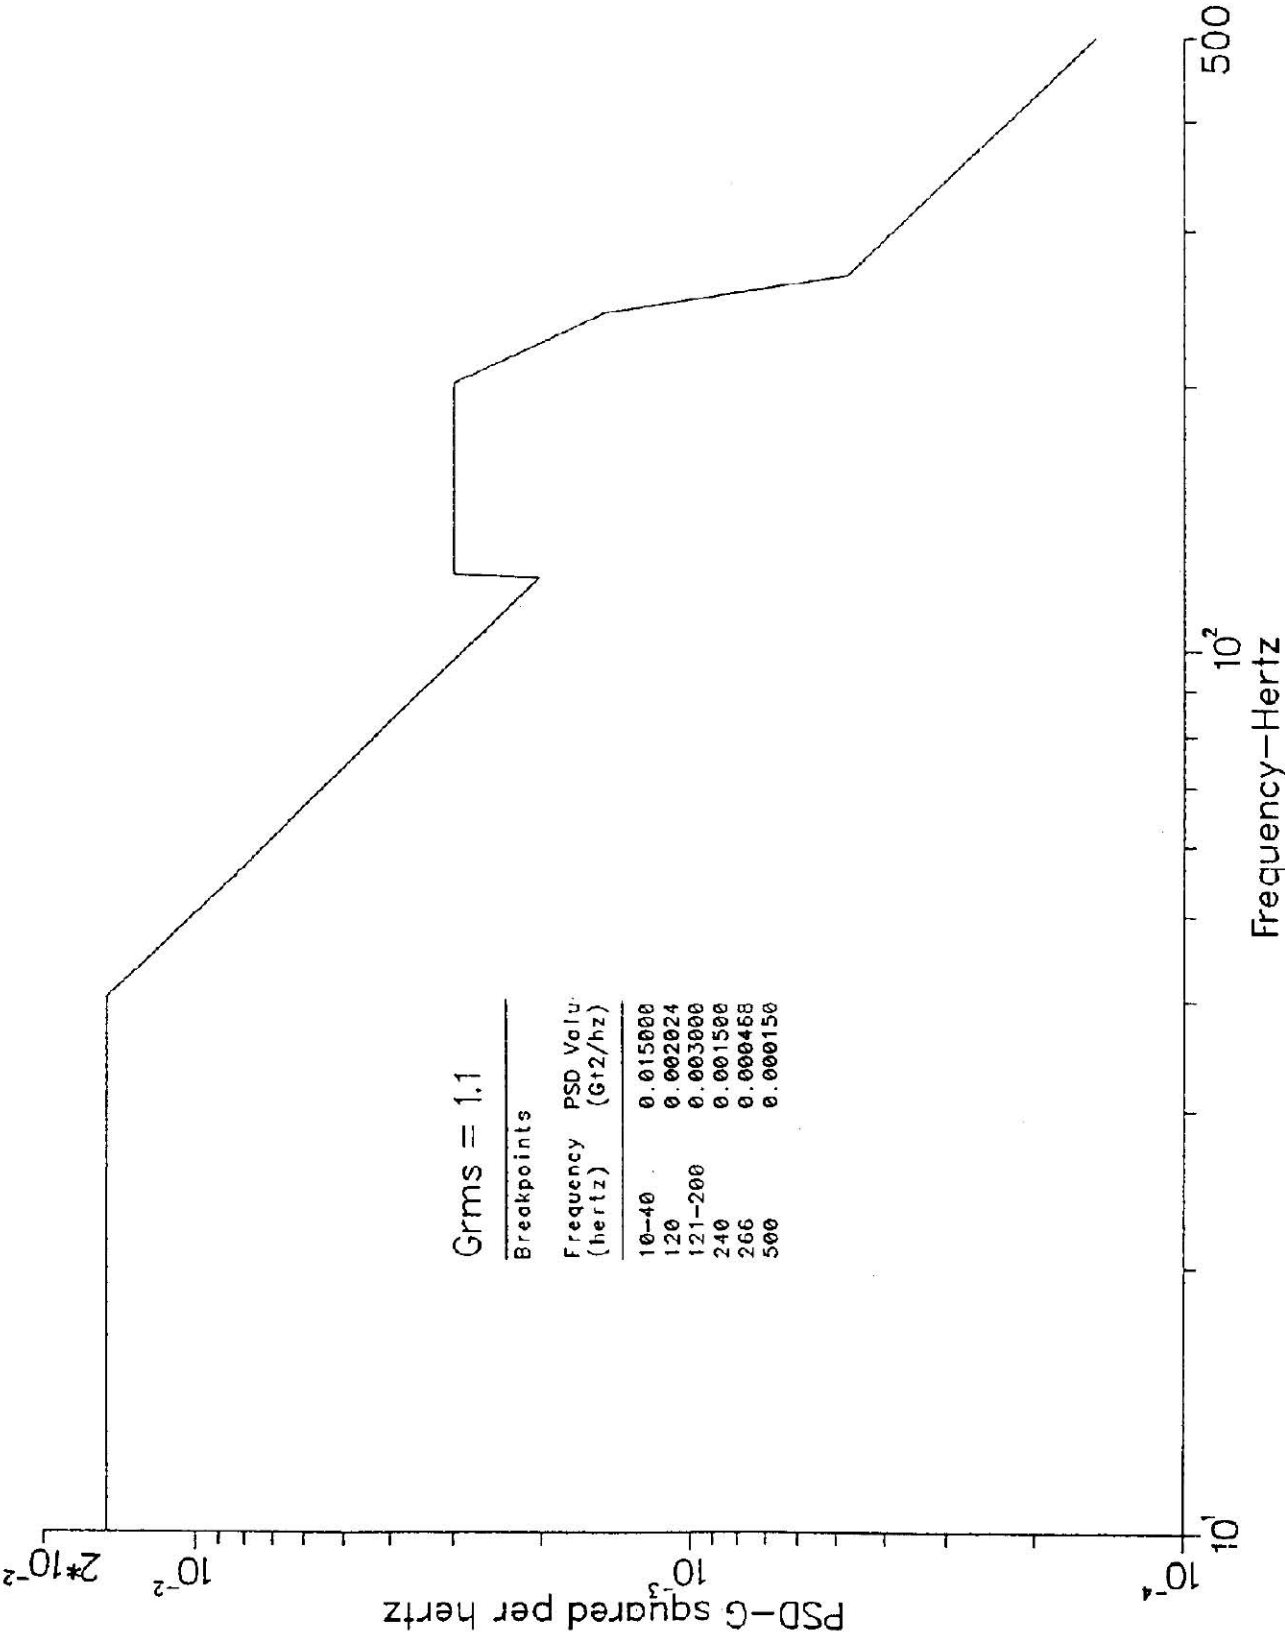 PSD-G squared per hertz
2*10-2
10-2
10-3
10-4
Grms = 1.1
Breakpoints
Frequency PSD Valu
(hertz) (G↑2/hz)
10-40 0.015000
120 0.002024
121-200 0.003000
240 0.001500
266 0.000468
500 0.000150
10¹ 10² 500
Frequency-Hertz